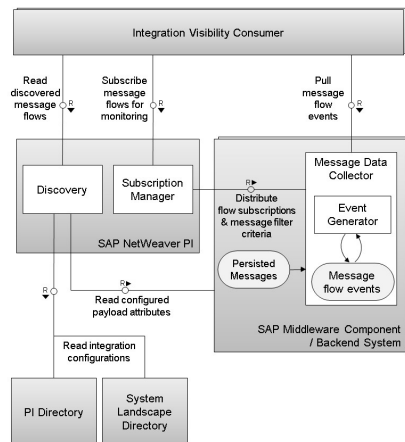 Integration Visibility Consumer
Read
discovered
message
flows
R
Subscribe
message
flows for
monitoring
R
Pull
message
flow
events
R
Discovery
Subscription
Manager
SAP NetWeaver PI
R
Distribute
flow subscriptions
& message filter
criteria
Message Data
Collector
Event
Generator
Persisted
Messages
Message
flow events
SAP Middleware Component
/ Backend System
R
R
Read configured
payload attributes
Read integration
configurations
PI Directory
System
Landscape
Directory